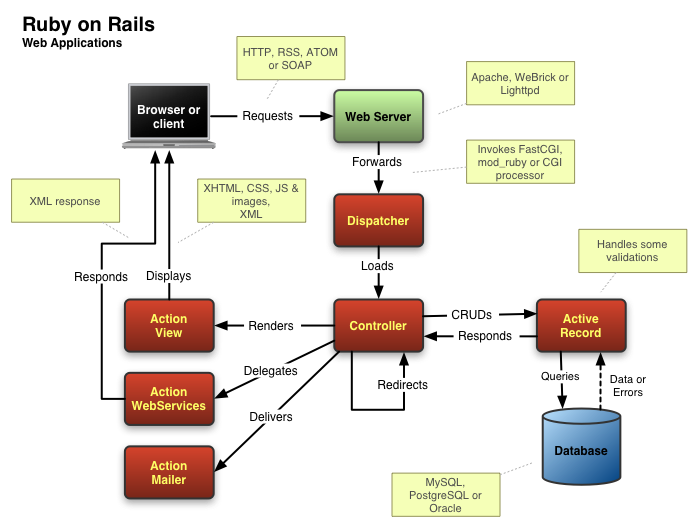 Ruby on Rails
Web Applications
HTTP, RSS, ATOM
or SOAP
Apache, WeBrick or
Lighttpd
Browser or
client
Requests
Web Server
Forwards
Invokes FastCGI,
mod_ruby or CGI
processor
XML response
XHTML, CSS, JS &
images,
XML
Dispatcher
Handles some
validations
Responds
Displays
Loads
Action
View
Renders
Controller
CRUDs
Responds
Active
Record
Delegates
Redirects
Queries
Data or
Errors
Action
WebServices
Delivers
Action
Mailer
Database
MySQL,
PostgreSQL or
Oracle